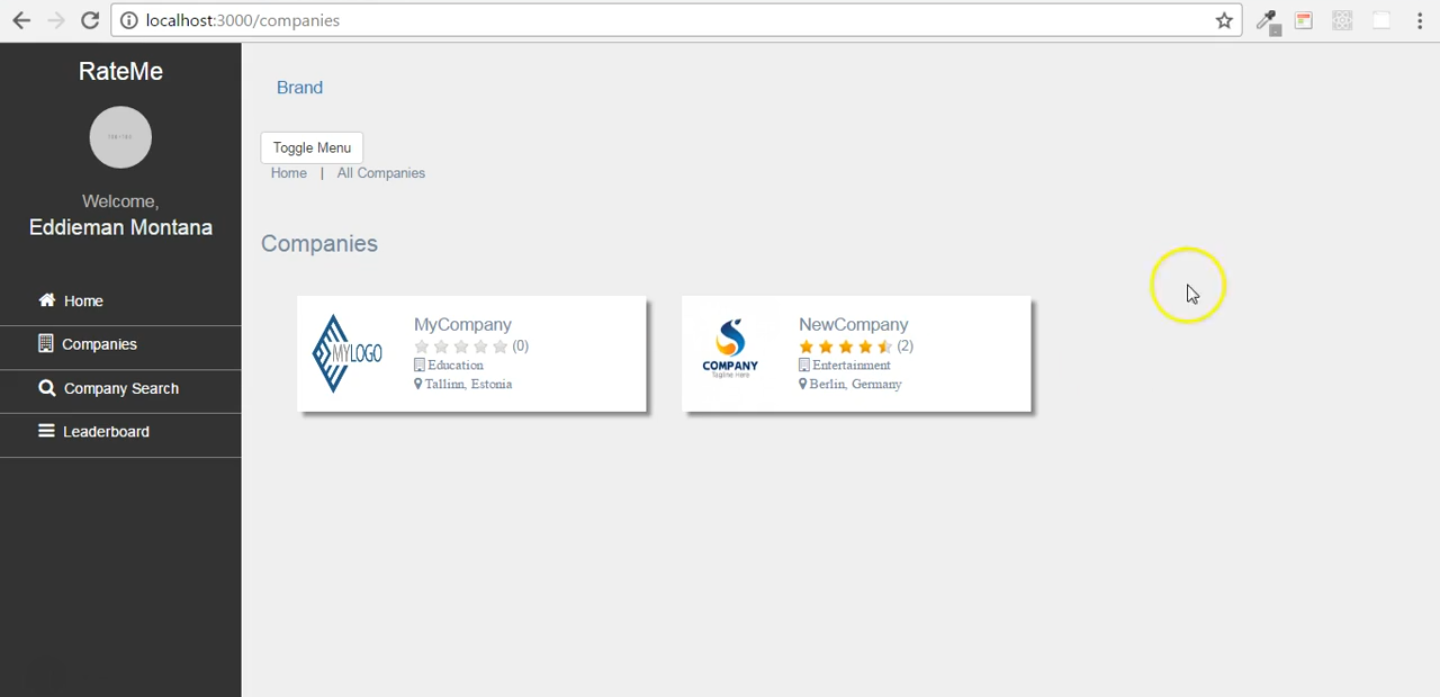 localhost:3000/companies
RateMe
Welcome,
Eddieman Montana
Home
Companies
Company Search
Leaderboard
Brand
Toggle Menu
Home | All Companies
Companies
MYLOGO
MyCompany
(0)
Education
Tallinn, Estonia
COMPANY
Tagline Here
NewCompany
(2)
Entertainment
Berlin, Germany